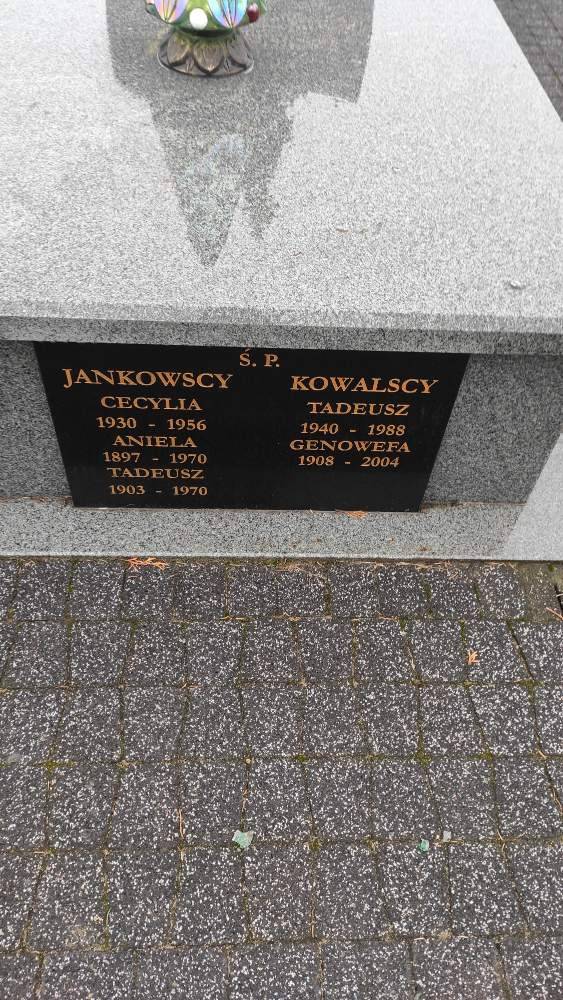 Ś. P.
JANKOWSCY
CECYLIA
1930 - 1956
ANIELA
1897 - 1970
TADEUSZ
1903 - 1970
KOWALSCY
TADEUSZ
1940 - 1988
GENOWEFA
1908 - 2004